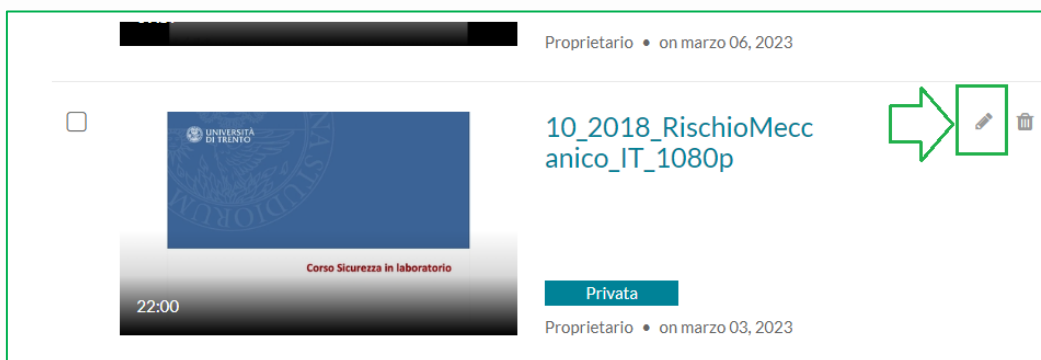 Proprietario • on marzo 06, 2023
10_2018_RischioMecc
anico_IT_1080p
UNIVERSITÀ
DI TRENTO
Corso Sicurezza in laboratorio
22:00
Privata
Proprietario • on marzo 03, 2023